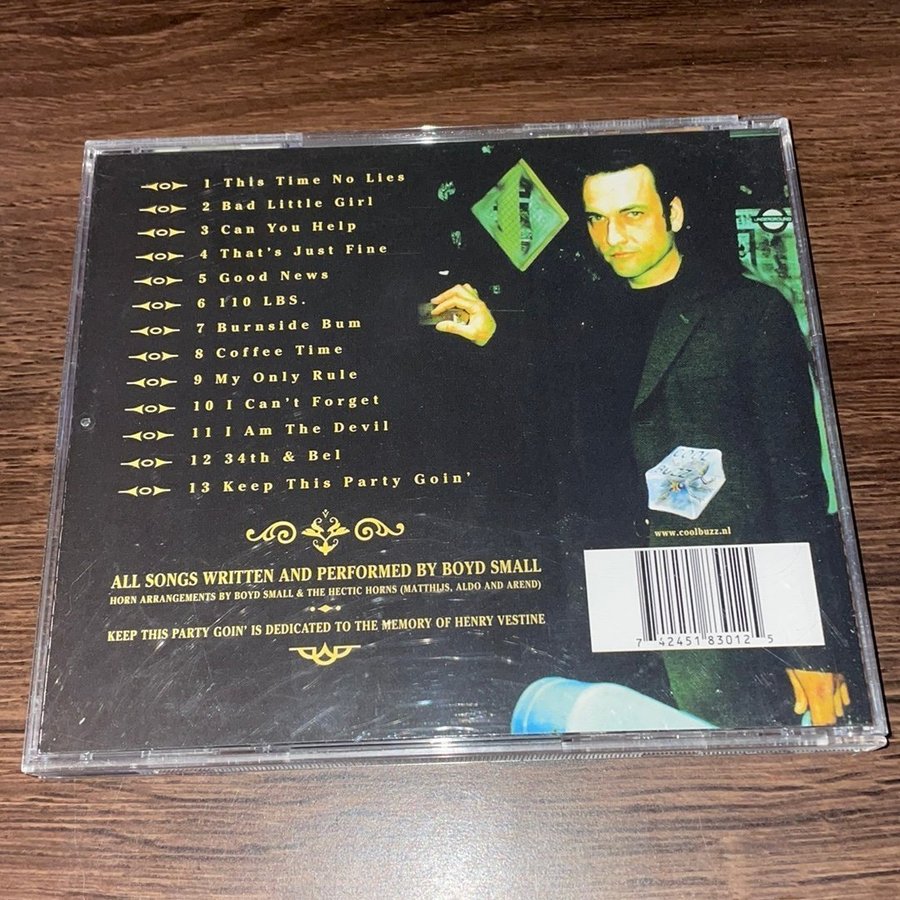 1 This Time No Lies
2 Bad Little Girl
3 Can You Help
4 That's Just Fine
5 Good News
6 110 LBS.
7 Burnside Bum
8 Coffee Time
9 My Only Rule
10 I Can't Forget
11 I Am The Devil
12 34th & Bel
13 Keep This Party Goin'
ALL SONGS WRITTEN AND PERFORMED BY BOYD SMALL
HORN ARRANGEMENTS BY BOYD SMALL & THE HECTIC HORNS (MATTHIJS, ALDO AND AREND)
KEEP THIS PARTY GOIN' IS DEDICATED TO THE MEMORY OF HENRY VESTINE
UNDERGROUND
COOL
BUZZ
www.coolbuzz.nl
7 42451 83012 5